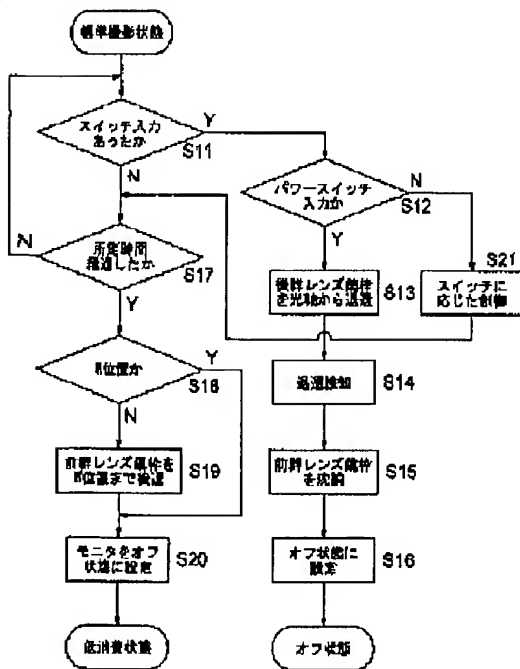 標準撮影状態
スイッチ入力
あったか
Y
S11
N
パワースイッチ
入力か
N
S12
Y
所定時間
経過したか
N
S17
Y
後群レンズ鏡枠
を光軸から退避
S13
S21
スイッチに
応じた制御
位置か
Y
S18
N
退避検知
S14
前群レンズ鏡枠を
位置まで後退
S19
前群レンズ鏡枠
を沈胴
S15
モニタをオフ
状態に設定
S20
オフ状態に
設定
S16
低消費状態
オフ状態